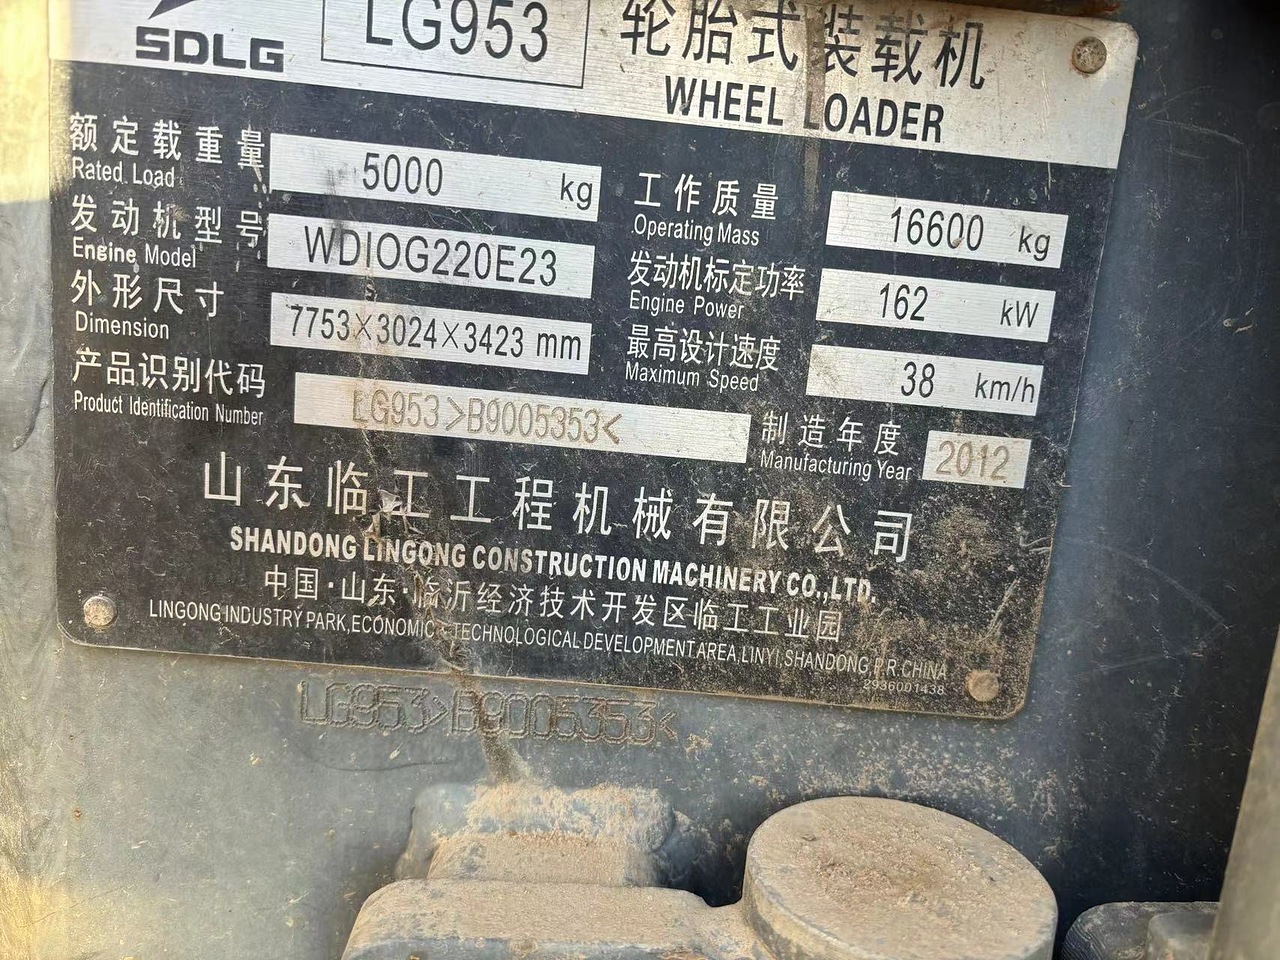 SDLG
LG953
轮胎式装载机
WHEEL LOADER
额定载重量
Rated Load
5000 kg
工作质量
Operating Mass
16600 kg
发动机型号
Engine Model
WDIOG220E23
发动机标定功率
Engine Power
162 kW
外形尺寸
Dimension
7753×3024×3423 mm
最高设计速度
Maximum Speed
38 km/h
产品识别代码
Product Identification Number
LG953>B9005353<
制造年度
Manufacturing Year
2012
山东临工工程机械有限公司
SHANDONG LINGONG CONSTRUCTION MACHINERY CO.,LTD.
中国·山东·临沂经济技术开发区临工工业园
LINGONG INDUSTRY PARK,ECONOMIC & TECHNOLOGICAL DEVELOPMENT AREA,LINYI,SHANDONG,P.R.CHINA
2936001438
LG953>B9005353<